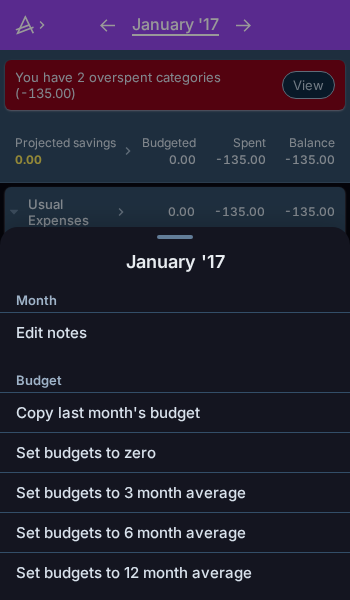 January '17
You have 2 overspent categories
(-135.00)
View
Projected savings Budgeted Spent Balance
0.00 0.00 -135.00 -135.00
Usual
Expenses
0.00 -135.00 -135.00
January '17
Month
Edit notes
Budget
Copy last month's budget
Set budgets to zero
Set budgets to 3 month average
Set budgets to 6 month average
Set budgets to 12 month average